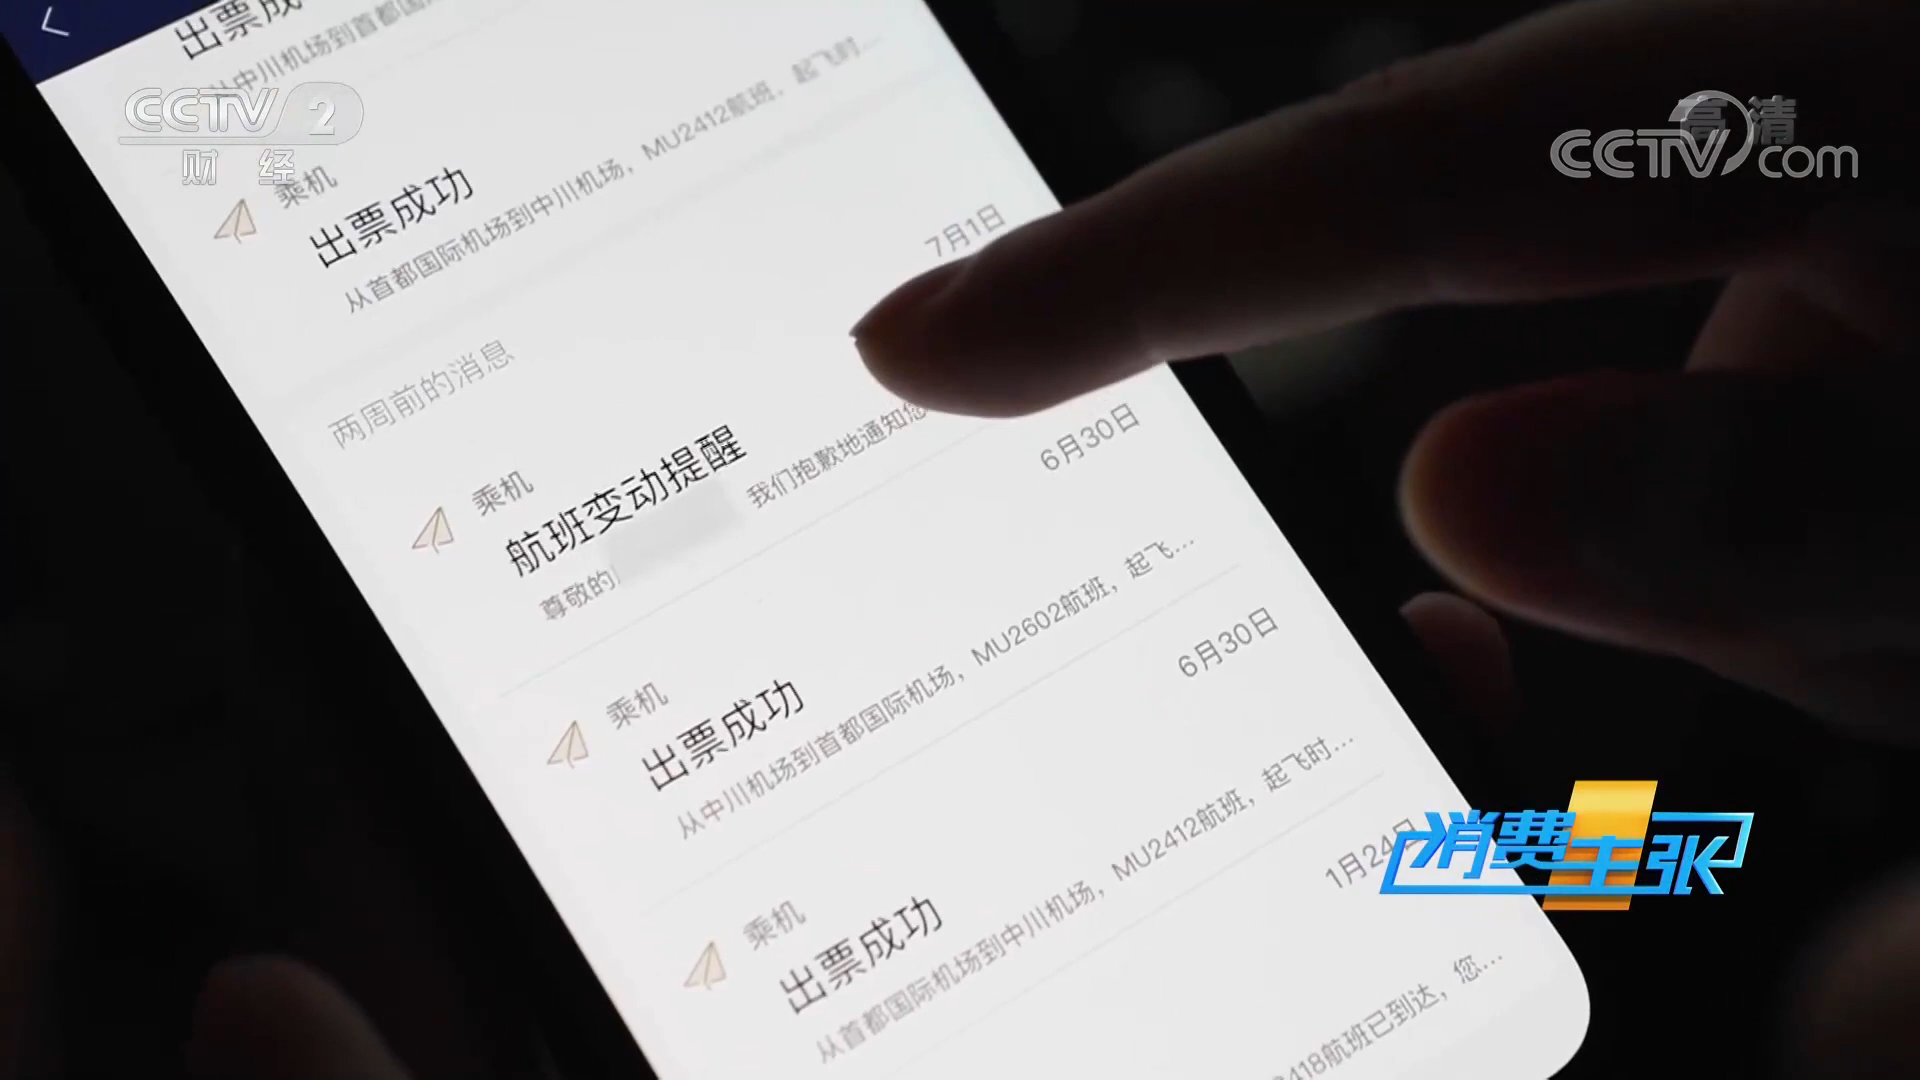 出票成功
从中川机场到首都国
乘机
出票成功
从首都国际机场到中川机场，MU2412航班，起飞时...
两周前的消息
7月1日
乘机
航班变动提醒
尊敬的 我们抱歉地通知您
6月30日
乘机
出票成功
从中川机场到首都国际机场，MU2602航班，起飞...
6月30日
乘机
出票成功
从首都国际机场到中川机场，MU2412航班，起飞时...
1月24日
418航班已到达，您...
CCTV 2
财经
高清
CCTV.com
消费主张